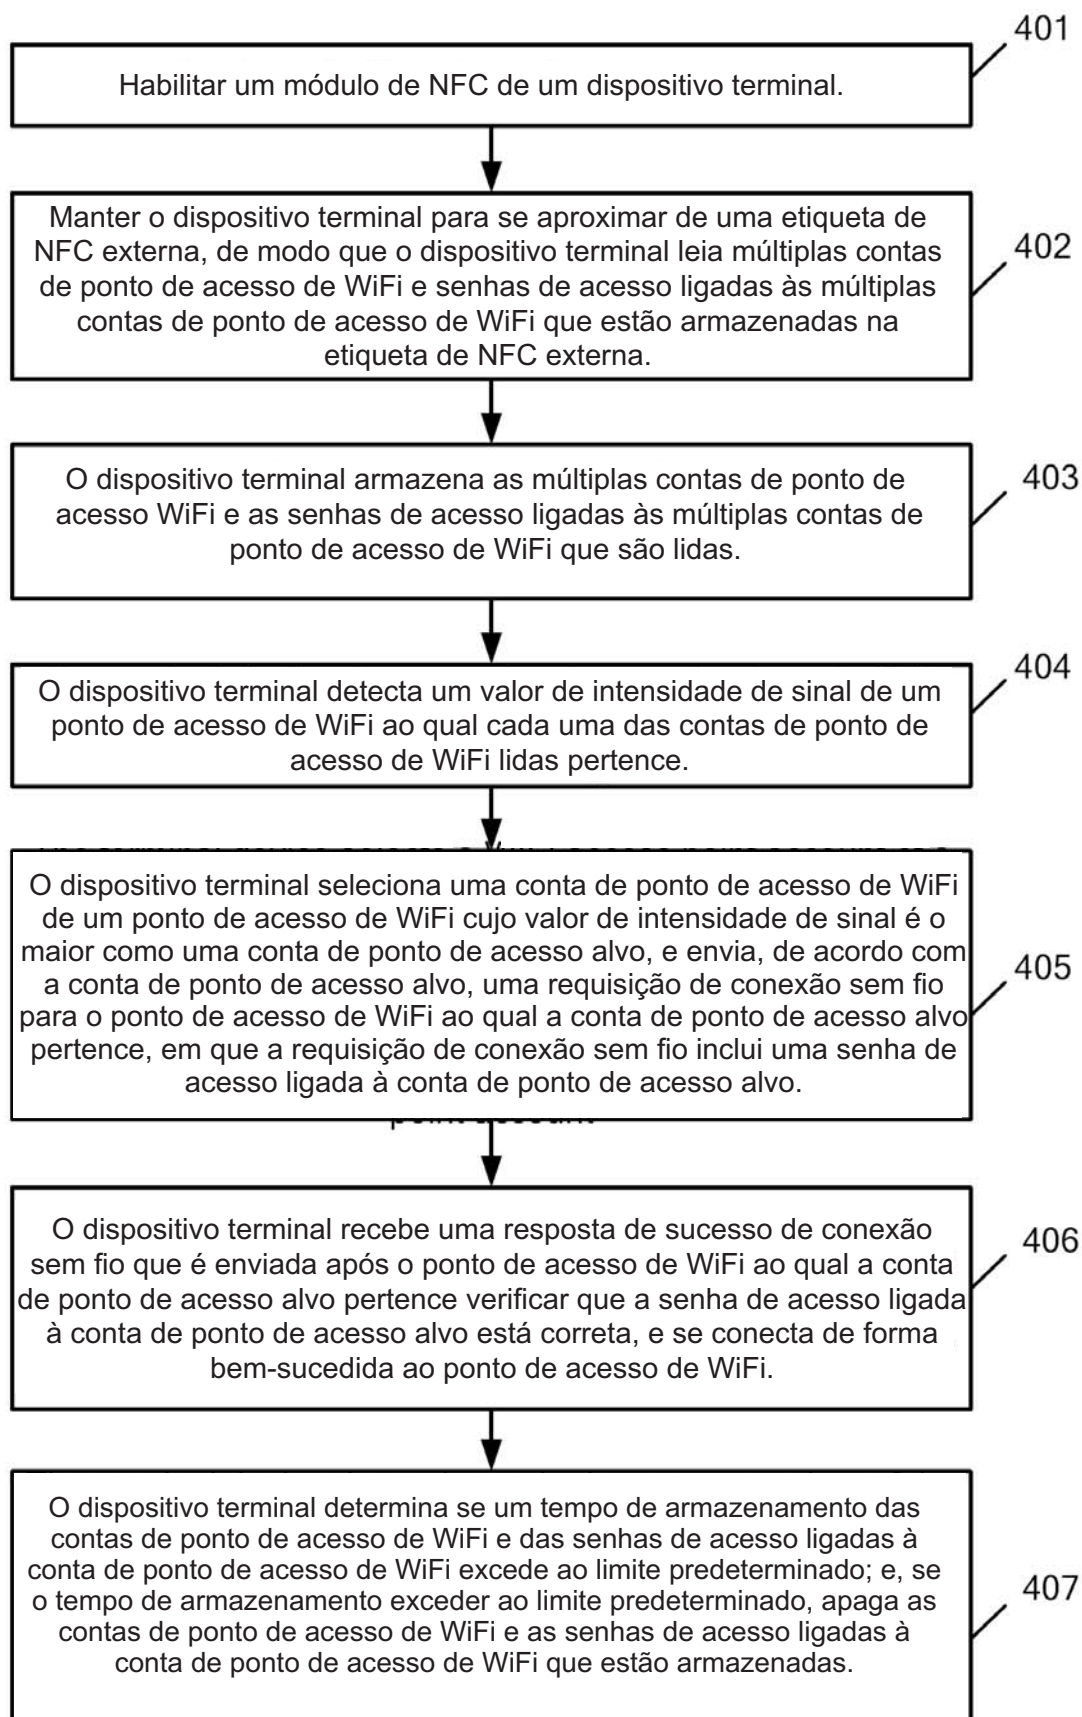 401
Habilitar um módulo de NFC de um dispositivo terminal.
Manter o dispositivo terminal para se aproximar de uma etiqueta de
NFC externa, de modo que o dispositivo terminal leia múltiplas contas
de ponto de acesso de WiFi e senhas de acesso ligadas às múltiplas
contas de ponto de acesso de WiFi que estão armazenadas na
etiqueta de NFC externa.
402
O dispositivo terminal armazena as múltiplas contas de ponto de
acesso WiFi e as senhas de acesso ligadas às múltiplas contas de
ponto de acesso de WiFi que são lidas.
403
O dispositivo terminal detecta um valor de intensidade de sinal de um
ponto de acesso de WiFi ao qual cada uma das contas de ponto de
acesso de WiFi lidas pertence.
404
O dispositivo terminal seleciona uma conta de ponto de acesso de WiFi
de um ponto de acesso de WiFi cujo valor de intensidade de sinal é o
maior como uma conta de ponto de acesso alvo, e envia, de acordo com
a conta de ponto de acesso alvo, uma requisição de conexão sem fio
para o ponto de acesso de WiFi ao qual a conta de ponto de acesso alvo
pertence, em que a requisição de conexão sem fio inclui uma senha de
acesso ligada à conta de ponto de acesso alvo.
405
O dispositivo terminal recebe uma resposta de sucesso de conexão
sem fio que é enviada após o ponto de acesso de WiFi ao qual a conta
de ponto de acesso alvo pertence verificar que a senha de acesso ligada
à conta de ponto de acesso alvo está correta, e se conecta de forma
bem-sucedida ao ponto de acesso de WiFi.
406
O dispositivo terminal determina se um tempo de armazenamento das
contas de ponto de acesso de WiFi e das senhas de acesso ligadas à
conta de ponto de acesso de WiFi excede ao limite predeterminado; e, se
o tempo de armazenamento exceder ao limite predeterminado, apaga as
contas de ponto de acesso de WiFi e as senhas de acesso ligadas à
conta de ponto de acesso de WiFi que estão armazenadas.
407